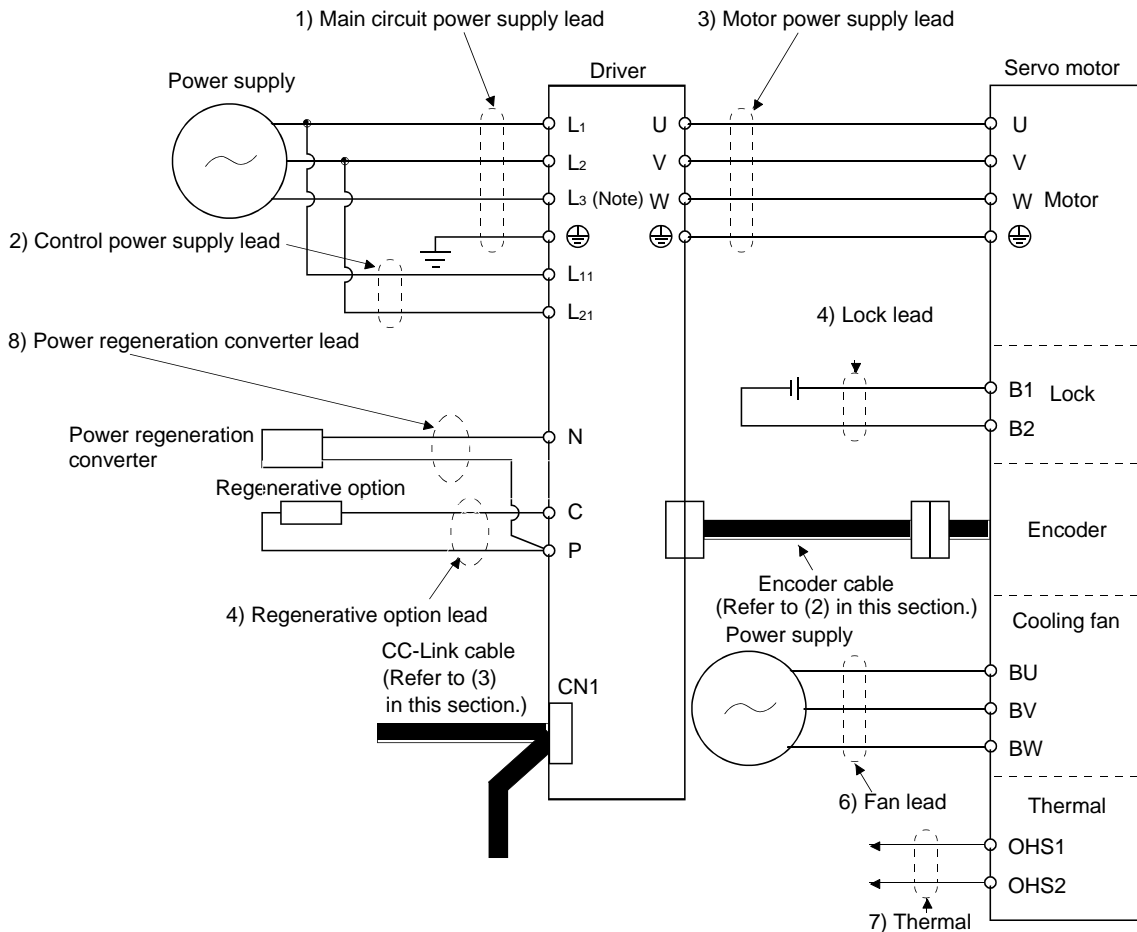 1) Main circuit power supply lead
3) Motor power supply lead
Driver
Servo motor
Power supply
L1
U
U
L2
V
V
L3 (Note)
W
W
Motor
2) Control power supply lead
L11
L21
4) Lock lead
8) Power regeneration converter lead
B1
Lock
B2
Power regeneration
converter
N
Regenerative option
C
P
Encoder
4) Regenerative option lead
Encoder cable
(Refer to (2) in this section.)
CC-Link cable
(Refer to (3)
in this section.)
CN1
Power supply
Cooling fan
BU
BV
BW
6) Fan lead
Thermal
OHS1
OHS2
7) Thermal